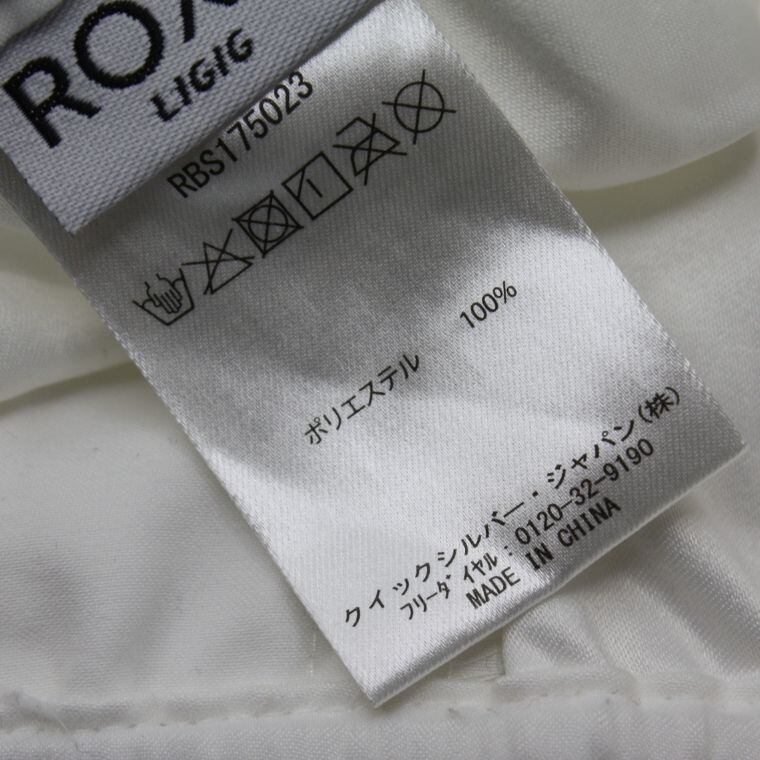 ROX
LIGIG
RBS175023
ポリエステル 100%
クイックシルバー・ジャパン(株)
フリーダイヤル:0120-32-9190
MADE IN CHINA